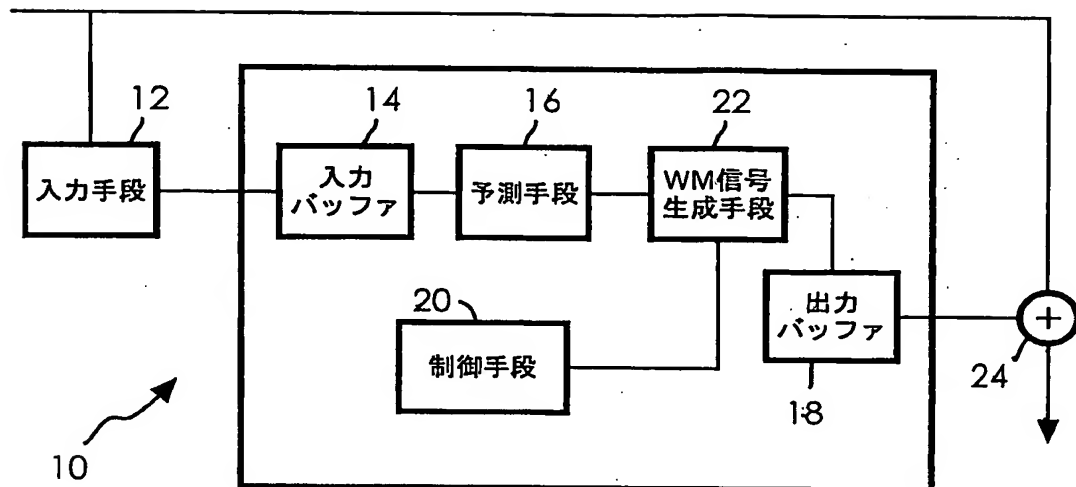 12
入力手段
14
入力
バッファ
16
予測手段
22
WM信号
生成手段
20
制御手段
出力
バッファ
18
+
24
10